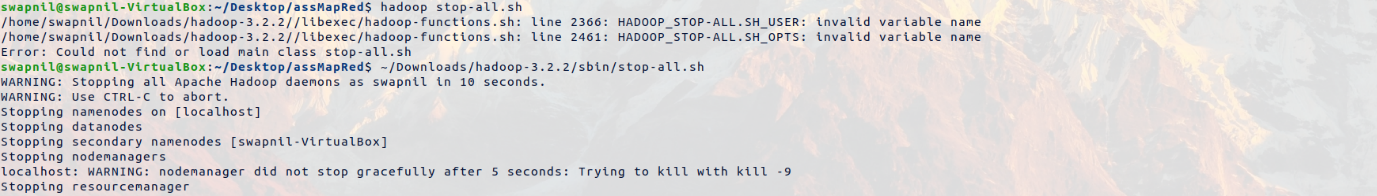 swapnil@swapnil-VirtualBox:~/Desktop/assMapRed$ hadoop stop-all.sh
/home/swapnil/Downloads/hadoop-3.2.2//libexec/hadoop-functions.sh: line 2366: HADOOP_STOP-ALL.SH_USER: invalid variable name
/home/swapnil/Downloads/hadoop-3.2.2//libexec/hadoop-functions.sh: line 2461: HADOOP_STOP-ALL.SH_OPTS: invalid variable name
Error: Could not find or load main class stop-all.sh
swapnil@swapnil-VirtualBox:~/Desktop/assMapRed$ ~/Downloads/hadoop-3.2.2/sbin/stop-all.sh
WARNING: Stopping all Apache Hadoop daemons as swapnil in 10 seconds.
WARNING: Use CTRL-C to abort.
Stopping namenodes on [localhost]
Stopping datanodes
Stopping secondary namenodes [swapnil-VirtualBox]
Stopping nodemanagers
localhost: WARNING: nodemanager did not stop gracefully after 5 seconds: Trying to kill with kill -9
Stopping resourcemanager